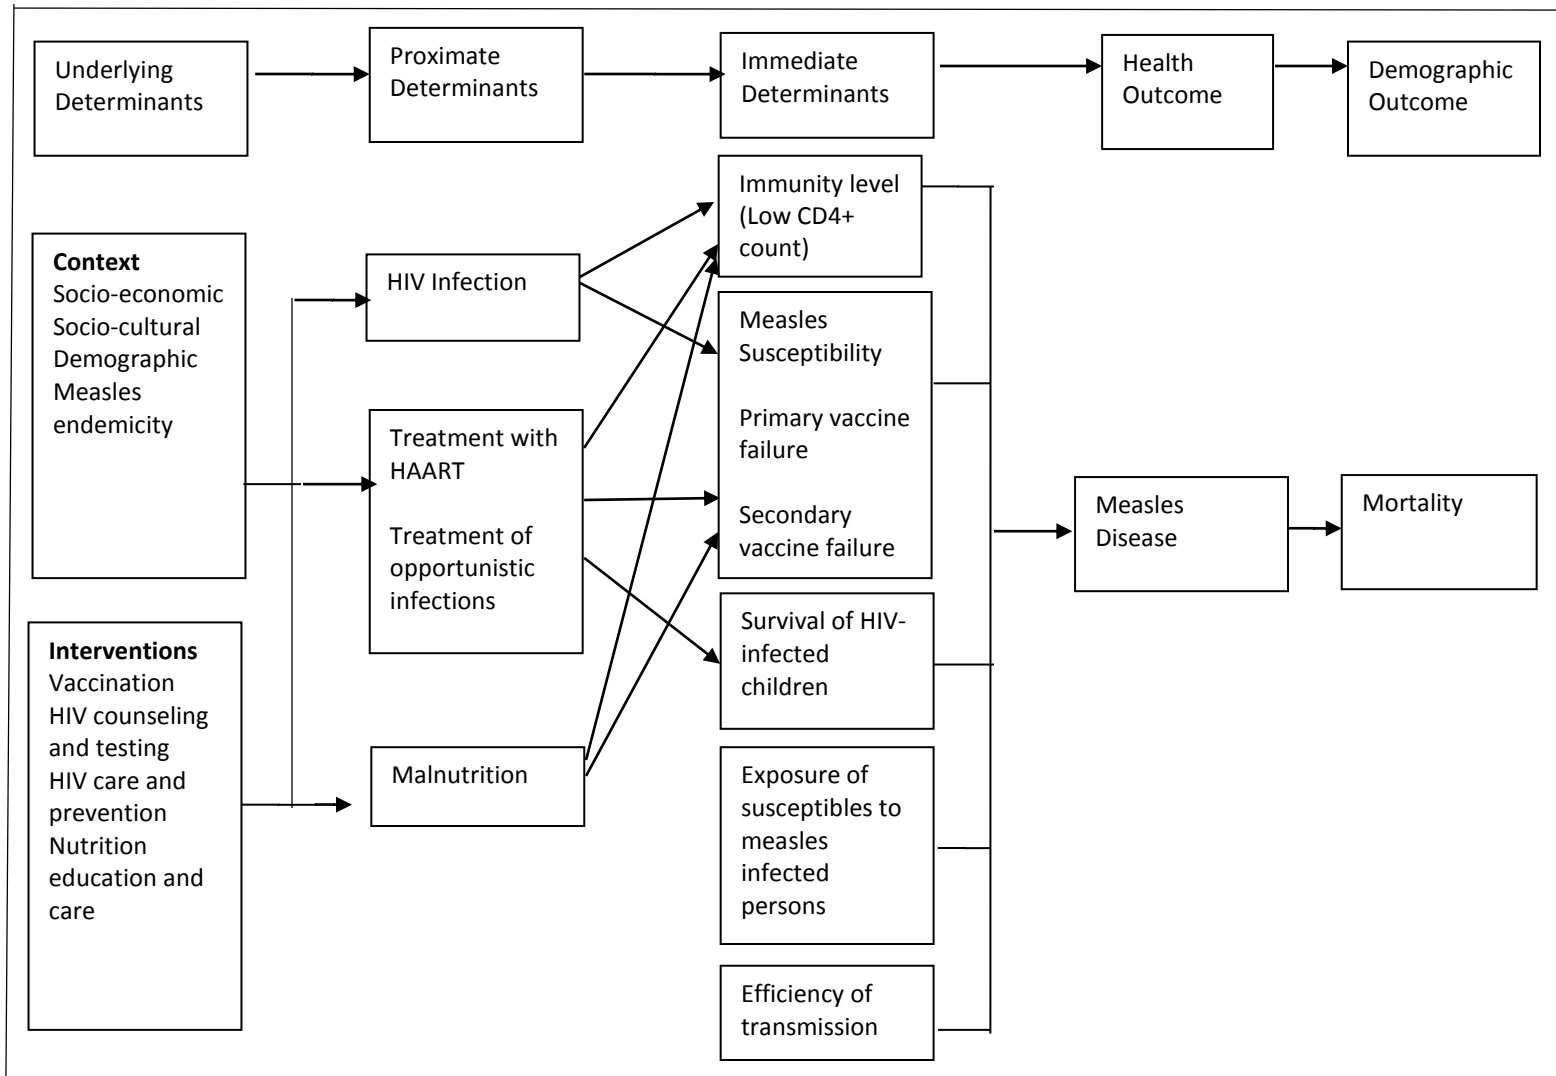 Underlying
Determinants
Proximate
Determinants
Immediate
Determinants
Health
Outcome
Demographic
Outcome
Context
Socio-economic
Socio-cultural
Demographic
Measles
endemicity
Interventions
Vaccination
HIV counseling
and testing
HIV care and
prevention
Nutrition
education and
care
HIV Infection
Treatment with
HAART
Treatment of
opportunistic
infections
Malnutrition
Immunity level
(Low CD4+
count)
Measles
Susceptibility
Primary vaccine
failure
Secondary
vaccine failure
Survival of HIV-
infected
children
Exposure of
susceptibles to
measles
infected
persons
Efficiency of
transmission
Measles
Disease
Mortality